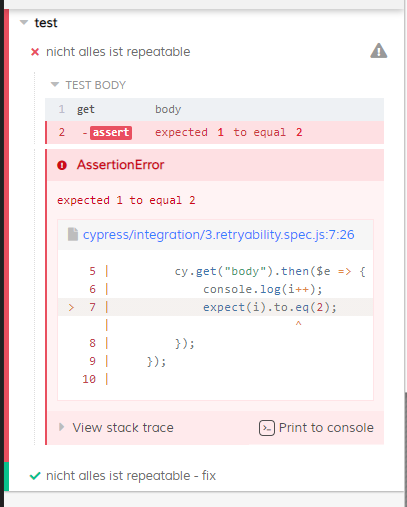 test
nicht alles ist repeatable
TEST BODY
1 get body
2 - assert expected 1 to equal 2
AssertionError
expected 1 to equal 2
cypress/integration/3.retryability.spec.js:7:26
5 | cy.get("body").then($e => {
6 | console.log(i++);
> 7 | expect(i).to.eq(2);
| ^
8 | });
9 | });
10 |
View stack trace
Print to console
nicht alles ist repeatable - fix